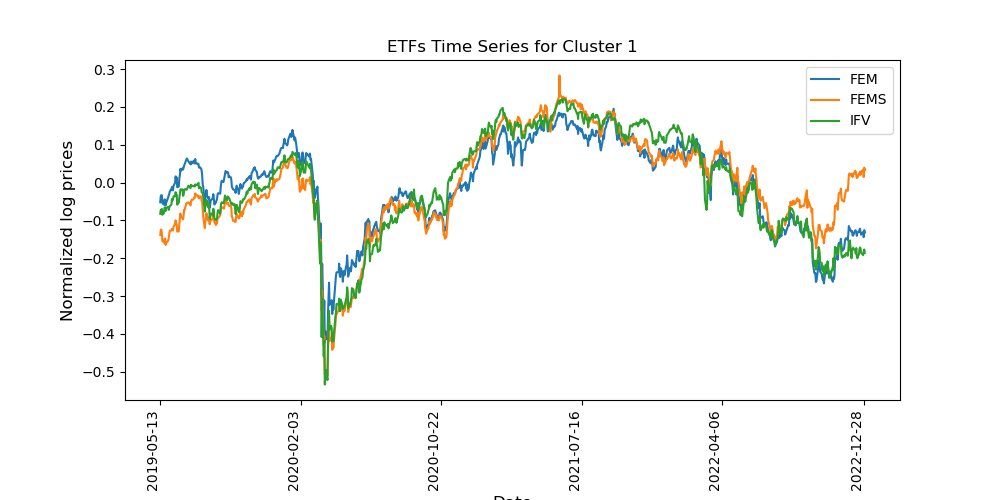 ETFs Time Series for Cluster 1
FEM
FEMS
IFV
Normalized log prices
0.3
0.2
0.1
0.0
−0.1
−0.2
−0.3
−0.4
−0.5
2019-05-13
2020-02-03
2020-10-22
2021-07-16
2022-04-06
2022-12-28
Date